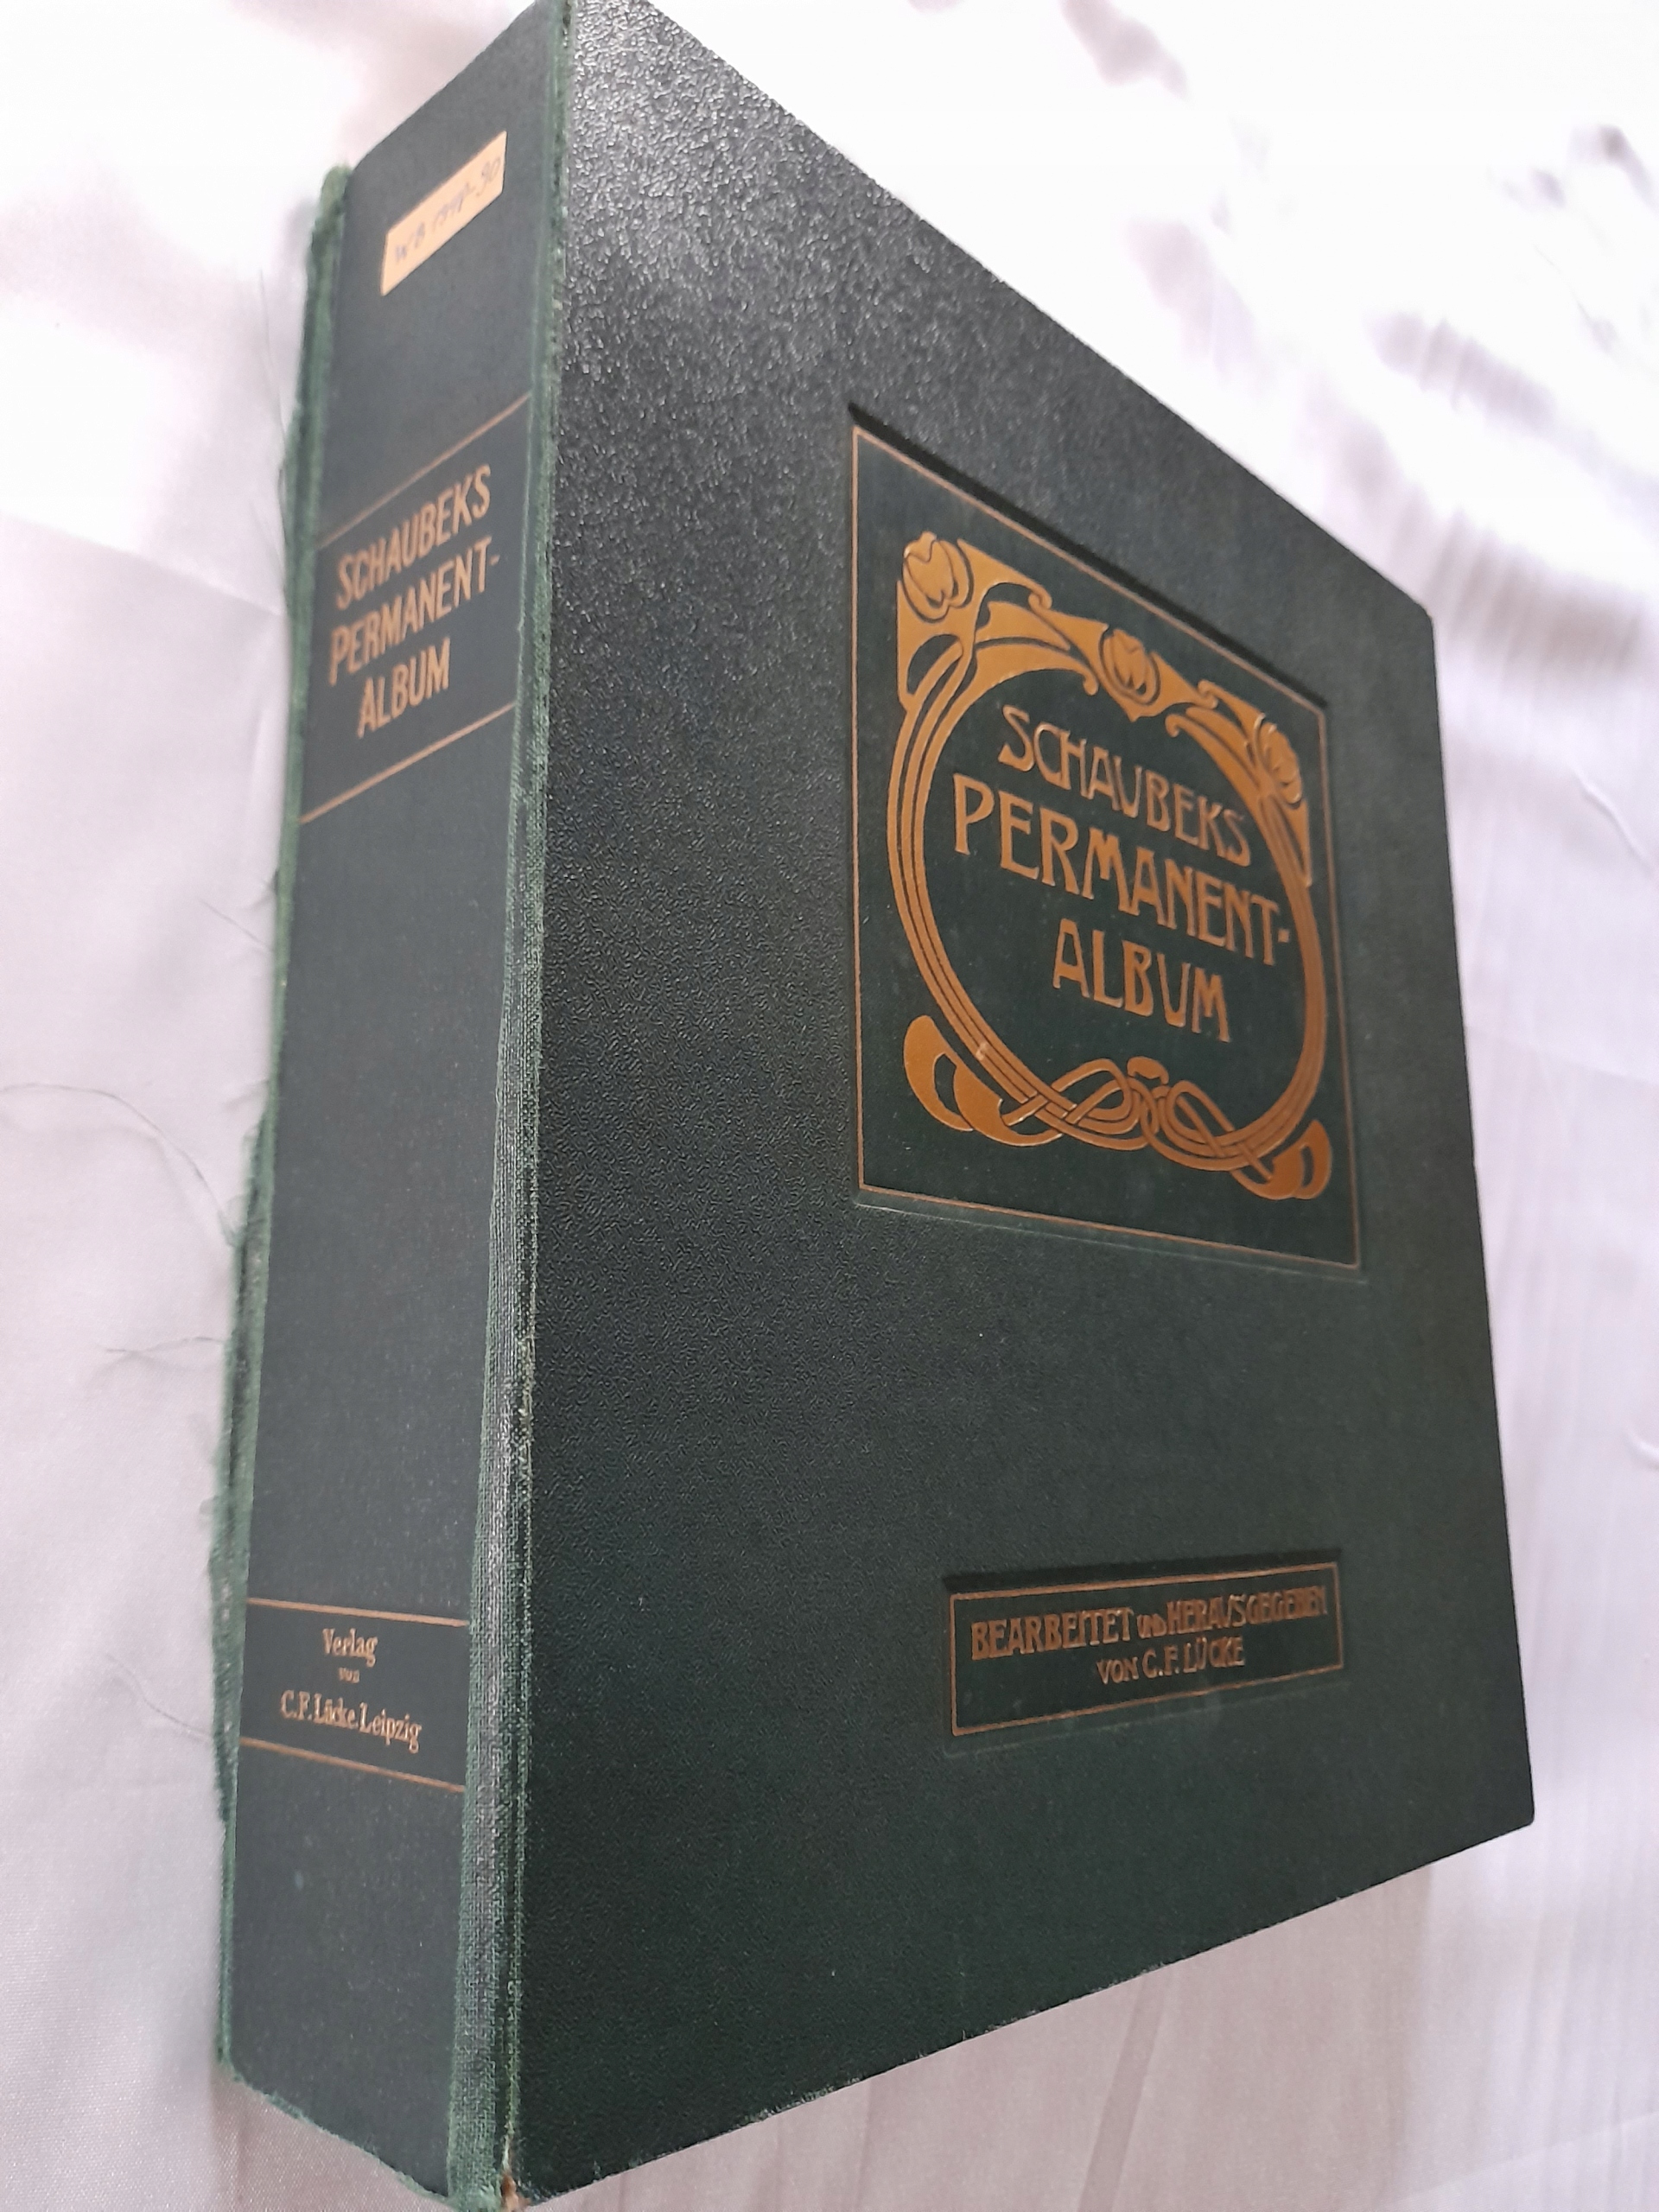 SCHAUBEKS
PERMANENT-
ALBUM
Verlag
von
C.F. Lücke. Leipzig
SCHAUBEKS
PERMANENT-
ALBUM
BEARBEITET UND HERAUSGEGEBEN
VON C.F. LÜCKE